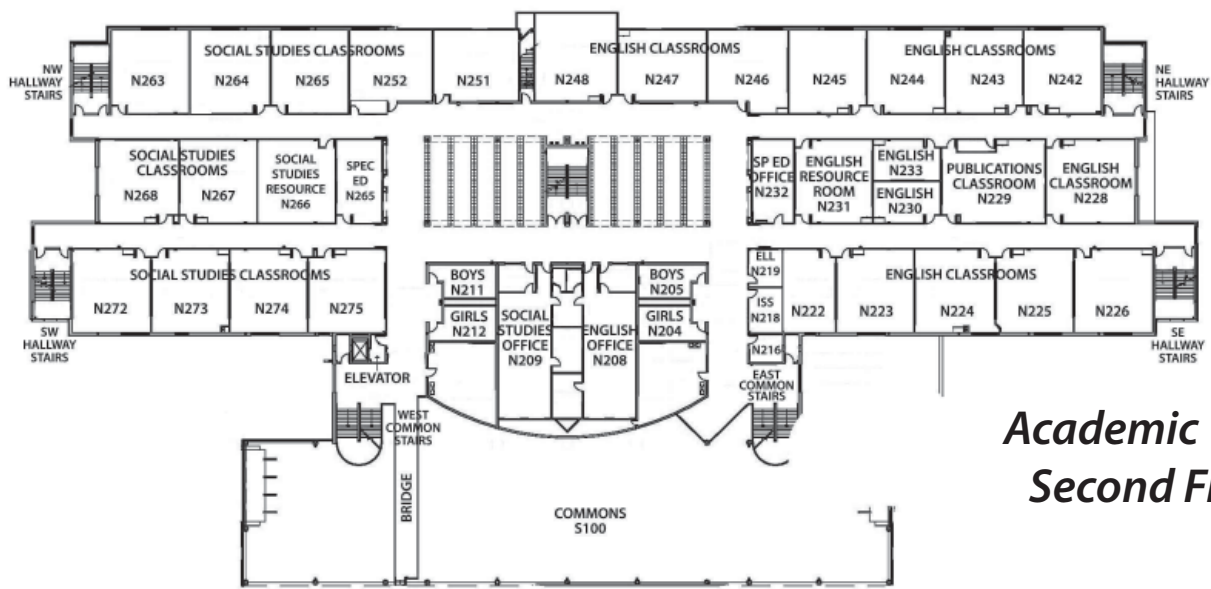 SOCIAL STUDIES CLASSROOMS
ENGLISH CLASSROOMS
ENGLISH CLASSROOMS
NW
HALLWAY
STAIRS
N263
N264
N265
N252
N251
N248
N247
N246
N245
N244
N243
N242
NE
HALLWAY
STAIRS
SOCIAL STUDIES
CLASSROOMS
N268
N267
SOCIAL
STUDIES
RESOURCE
N266
SPEC
ED
N265
SP ED
OFFICE
N232
ENGLISH
RESOURCE
ROOM
N231
ENGLISH
N233
ENGLISH
N230
PUBLICATIONS
CLASSROOM
N229
ENGLISH
CLASSROOM
N228
SOCIAL STUDIES CLASSROOMS
N272
N273
N274
N275
SW
HALLWAY
STAIRS
BOYS
N211
GIRLS
N212
SOCIAL
STUDIES
OFFICE
N209
ENGLISH
OFFICE
N208
BOYS
N205
GIRLS
N204
ELL
N219
ISS
N218
N216
ENGLISH CLASSROOMS
N222
N223
N224
N225
N226
SE
HALLWAY
STAIRS
ELEVATOR
WEST
COMMON
STAIRS
EAST
COMMON
STAIRS
BRIDGE
COMMONS
S100
Academic
Second F